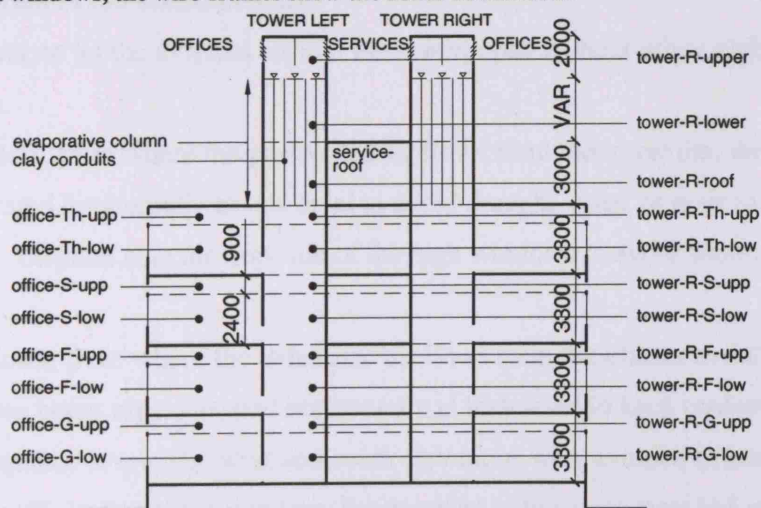 TOWER LEFT TOWER RIGHT
OFFICES SERVICES OFFICES
2000
tower-R-upper
VAR
tower-R-lower
evaporative column
clay conduits
service-
roof
3000
tower-R-roof
office-Th-upp
tower-R-Th-upp
office-Th-low
900
3300
tower-R-Th-low
office-S-upp
tower-R-S-upp
office-S-low
2400
3300
tower-R-S-low
office-F-upp
tower-R-F-upp
office-F-low
3300
tower-R-F-low
office-G-upp
tower-R-G-upp
office-G-low
3300
tower-R-G-low